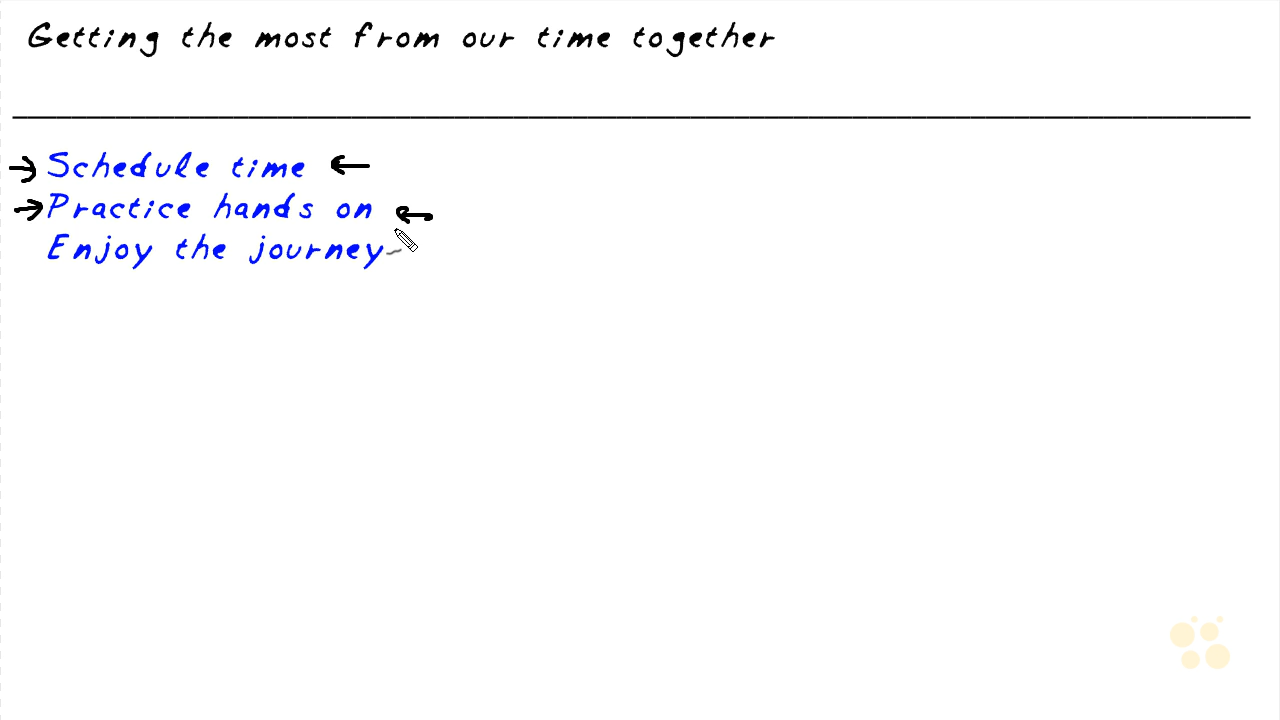 Getting the most from our time together
Schedule time
Practice hands on
Enjoy the journey